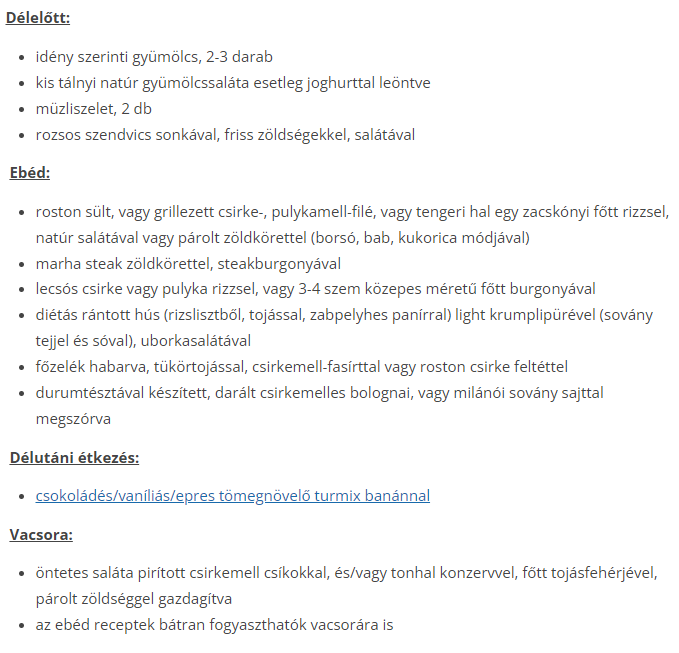 Délelőtt:
idény szerinti gyümölcs, 2-3 darab
kis tálnyi natúr gyümölcssaláta esetleg joghurttal leöntve
müzliszelet, 2 db
rozsos szendvics sonkával, friss zöldségekkel, salátával
Ebéd:
roston sült, vagy grillezett csirke-, pulykamell-filé, vagy tengeri hal egy zacskónyi főtt rizzsel,
natúr salátával vagy párolt zöldkörettel (borsó, bab, kukorica módjával)
marha steak zöldkörettel, steakburgonyával
lecsós csirke vagy pulyka rizzsel, vagy 3-4 szem közepes méretű főtt burgonyával
diétás rántott hús (rizslisztből, tojással, zabpelyhes panírral) light krumplipürével (sovány
tejjel és sóval), uborkasalátával
főzelék habarva, tükörtojással, csirkemell-fasírttal vagy roston csirke feltéttel
durumtésztával készített, darált csirkemelles bolognai, vagy milánói sovány sajttal
megszórva
Délutáni étkezés:
csokoládés/vaníliás/epres tömegnövelő turmix banánnal
Vacsora:
öntetes saláta pirított csirkemell csíkokkal, és/vagy tonhal konzervvel, főtt tojásfehérjével,
párolt zöldséggel gazdagítva
az ebéd receptek bátran fogyaszthatók vacsorára is